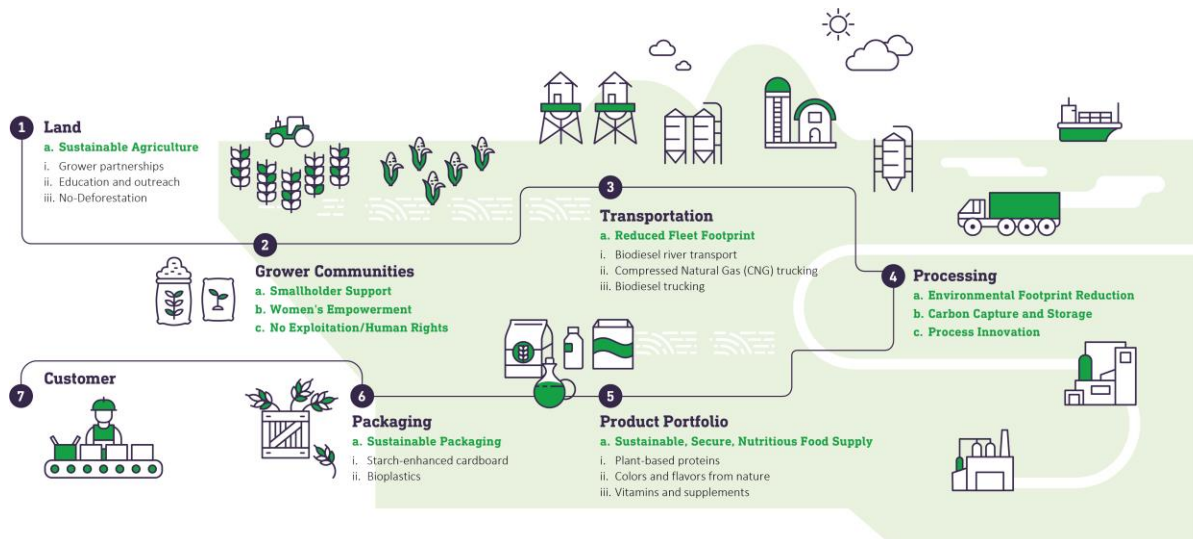 1 Land
a. Sustainable Agriculture
i. Grower partnerships
ii. Education and outreach
iii. No-Deforestation
2
Grower Communities
a. Smallholder Support
b. Women's Empowerment
c. No Exploitation/Human Rights
3
Transportation
a. Reduced Fleet Footprint
i. Biodiesel river transport
ii. Compressed Natural Gas (CNG) trucking
iii. Biodiesel trucking
4 Processing
a. Environmental Footprint Reduction
b. Carbon Capture and Storage
c. Process Innovation
5
Product Portfolio
a. Sustainable, Secure, Nutritious Food Supply
i. Plant-based proteins
ii. Colors and flavors from nature
iii. Vitamins and supplements
6
Packaging
a. Sustainable Packaging
i. Starch-enhanced cardboard
ii. Bioplastics
7 Customer